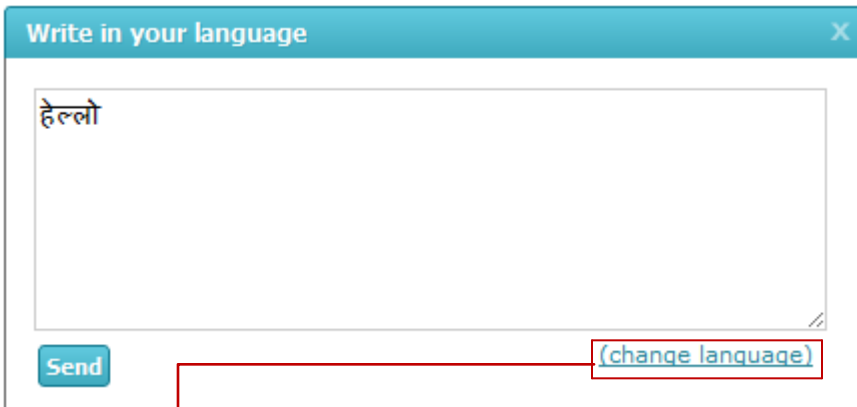 Write in your language
x
हेल्लो
Send
(change language)